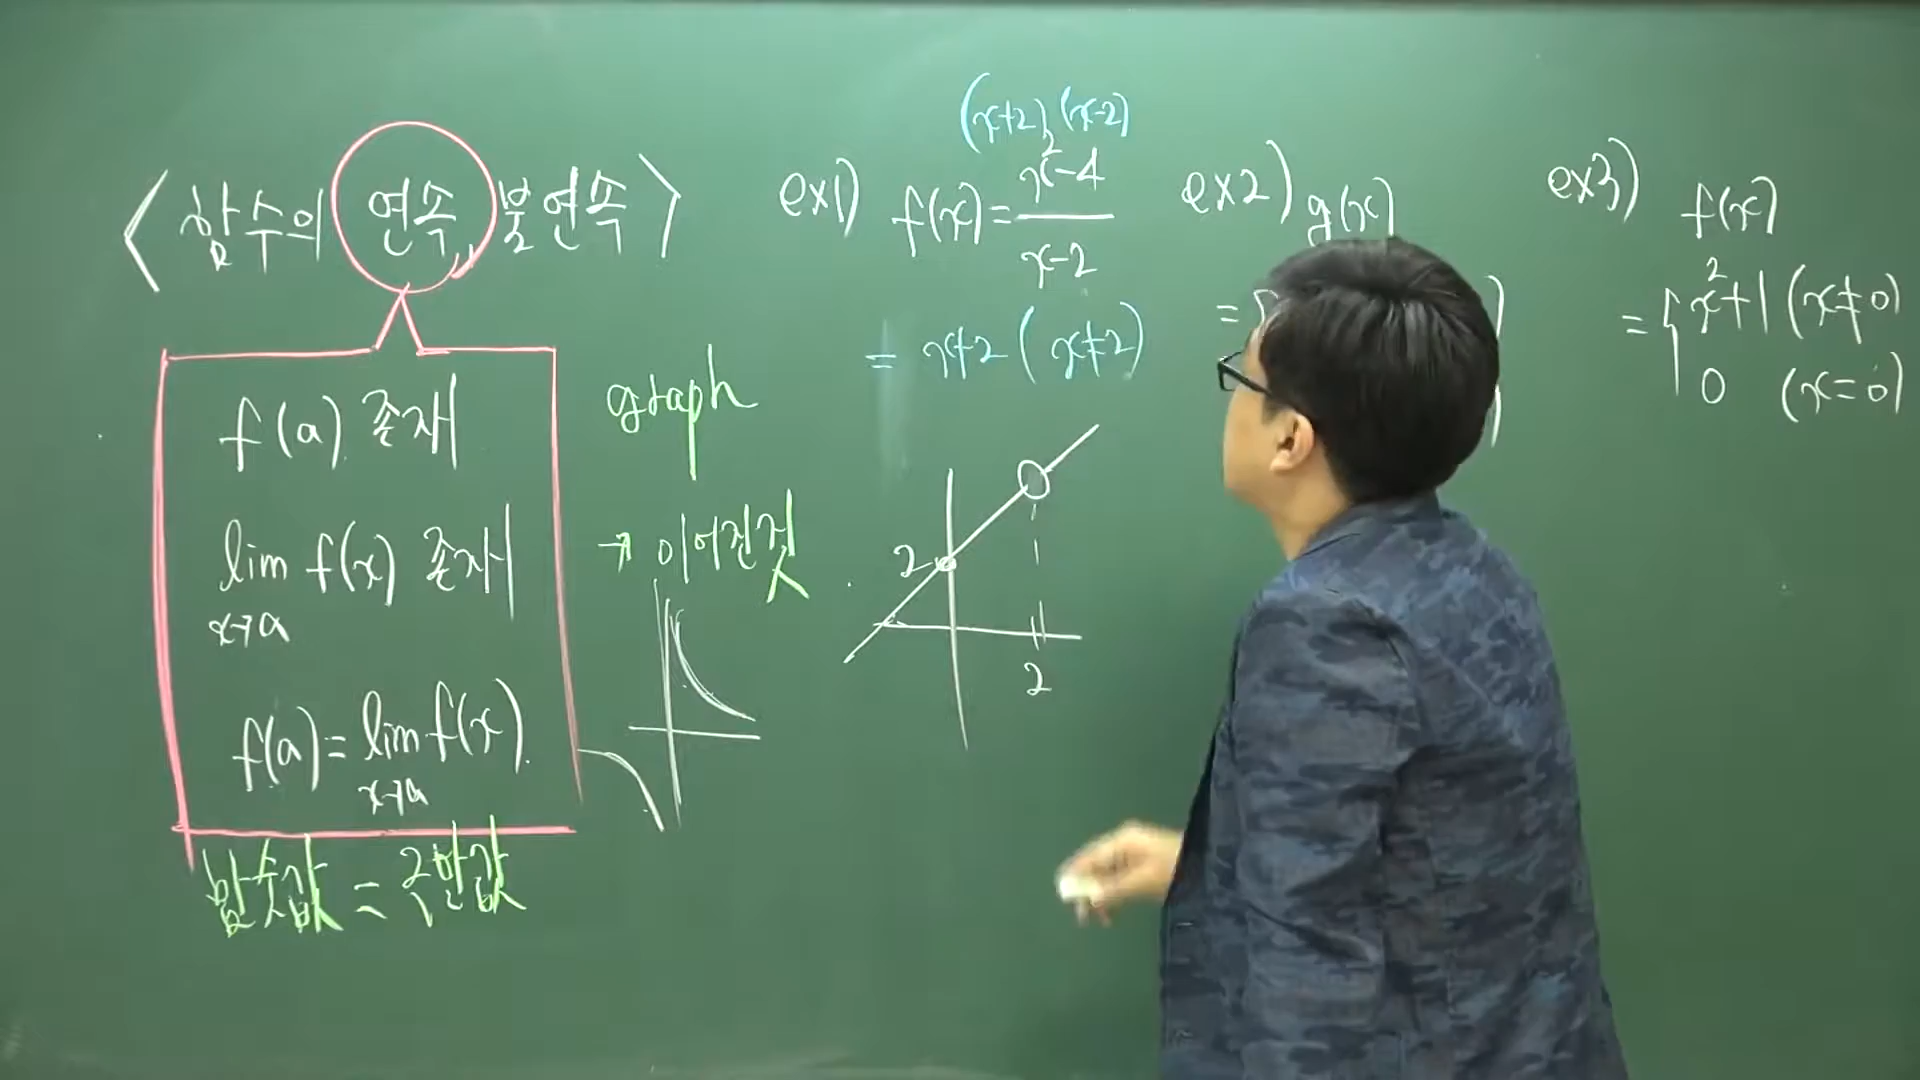 <함수의 연속, 불연속>
f(a) 존재
lim f(x) 존재
x→a
f(a) = lim f(x).
x→a
함숫값 = 극한값
graph
→ 이어진 것
ex1) f(x) = x²-4
(x+2)(x-2)
x-2
= x+2 (x≠2)
2
2
ex2) g(x)
= {
ex3) f(x)
= { x²+1 (x≠0)
0 (x=0)